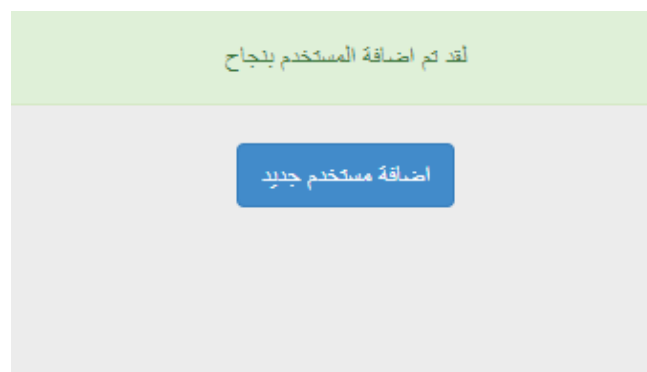 لقد تم اضافة المستخدم بنجاح
اضافة مستخدم جديد